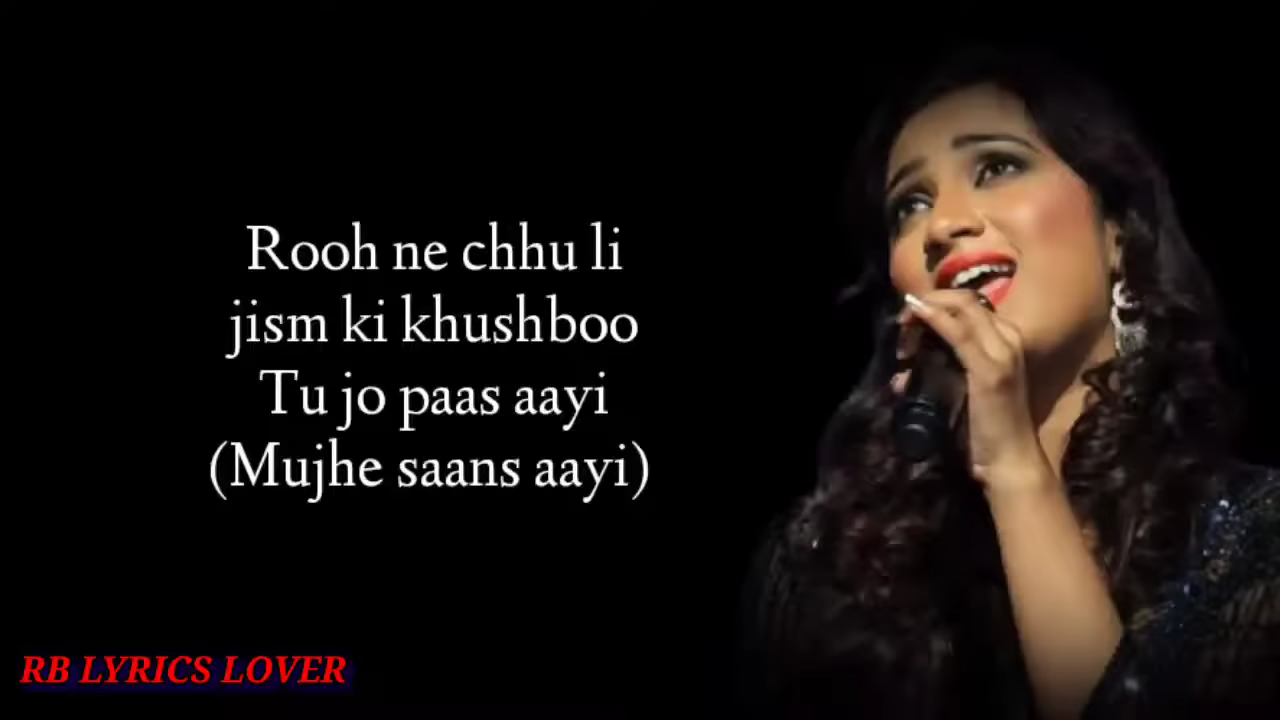 Rooh ne chhu li
jism ki khushboo
Tu jo paas aayi
(Mujhe saans aayi)
RB LYRICS LOVER